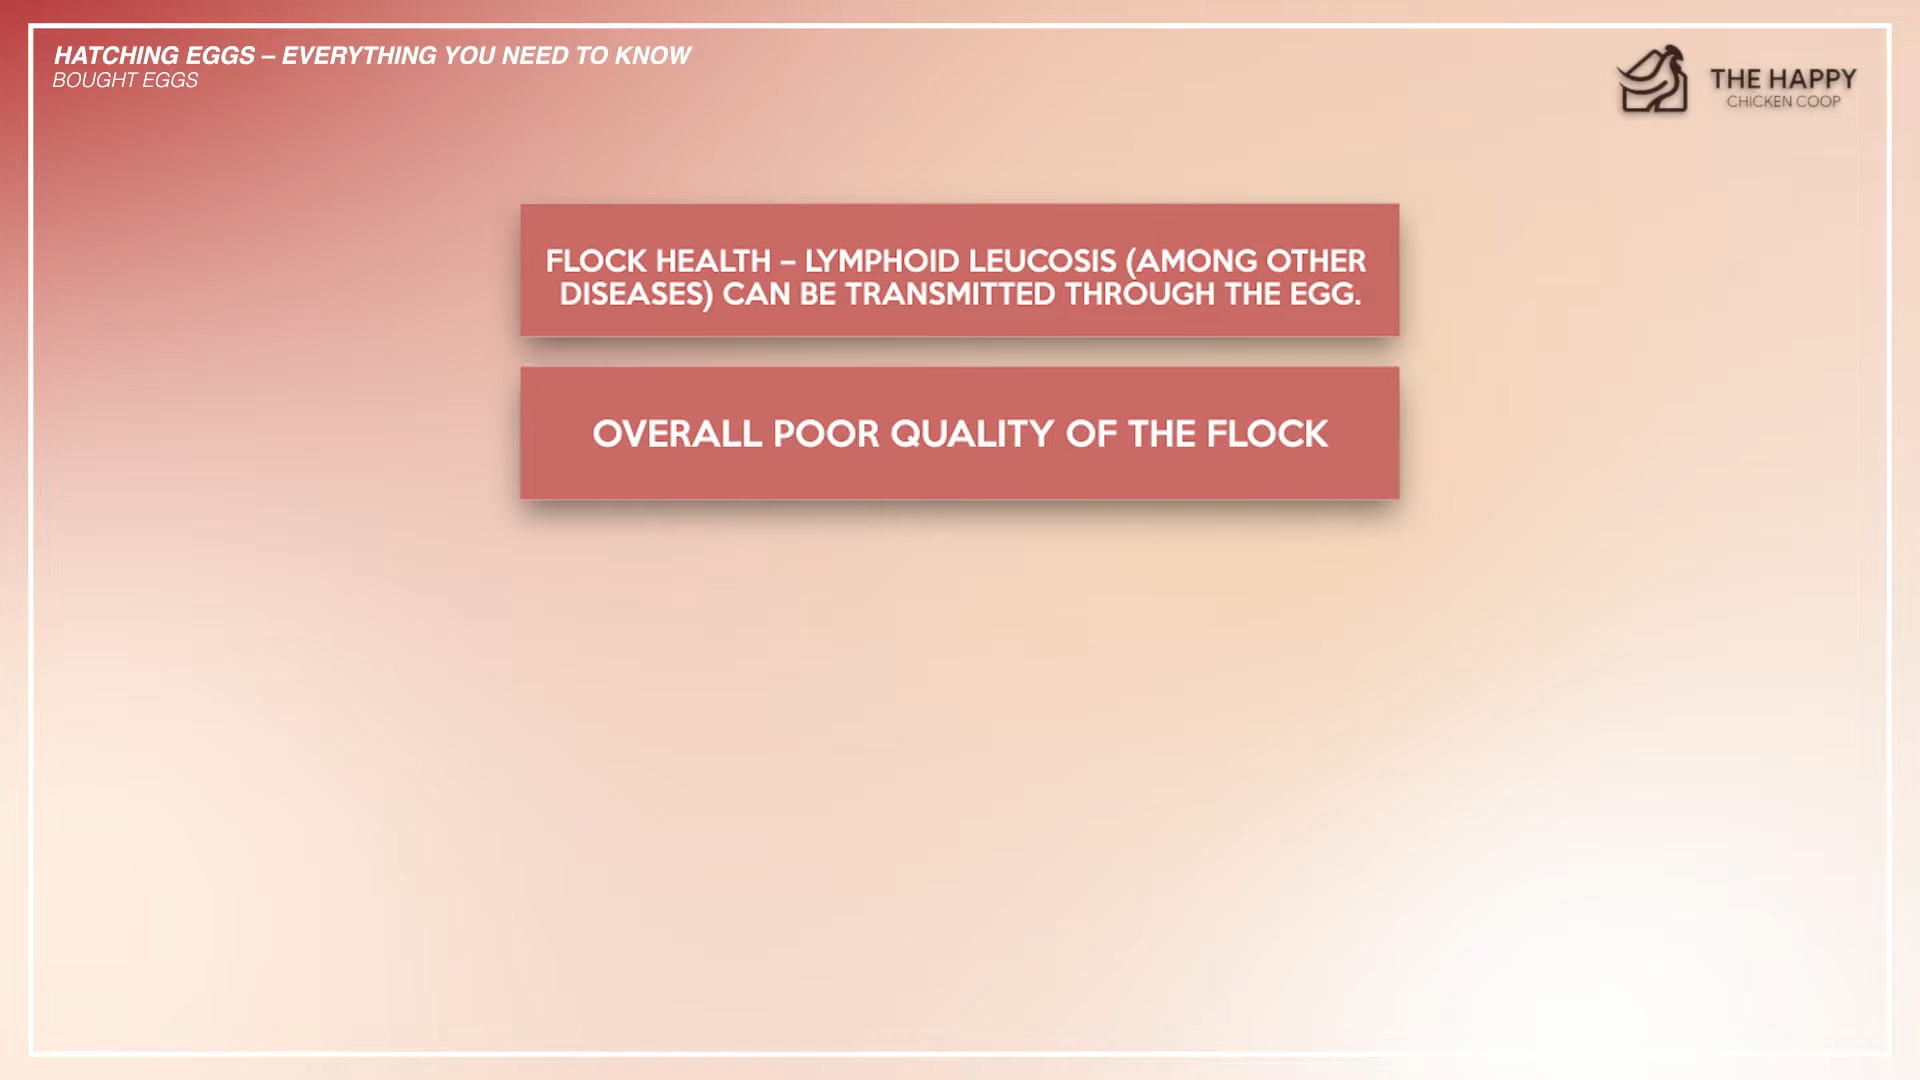 HATCHING EGGS – EVERYTHING YOU NEED TO KNOW
BOUGHT EGGS
THE HAPPY
CHICKEN COOP
FLOCK HEALTH – LYMPHOID LEUCOSIS (AMONG OTHER
DISEASES) CAN BE TRANSMITTED THROUGH THE EGG.
OVERALL POOR QUALITY OF THE FLOCK